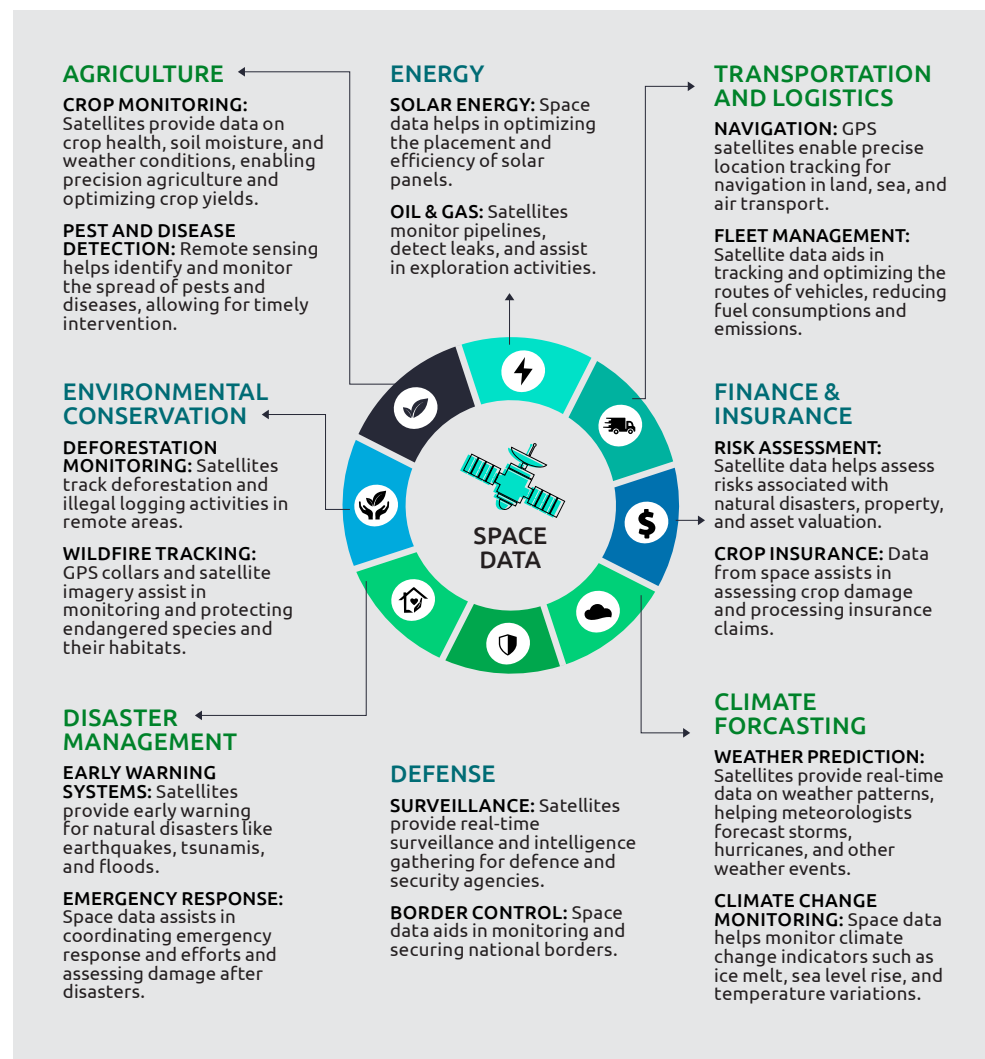 AGRICULTURE
CROP MONITORING:
Satellites provide data on
crop health, soil moisture, and
weather conditions, enabling
precision agriculture and
optimizing crop yields.
PEST AND DISEASE
DETECTION: Remote sensing
helps identify and monitor
the spread of pests and
diseases, allowing for timely
intervention.
ENERGY
SOLAR ENERGY: Space
data helps in optimizing
the placement and
efficiency of solar
panels.
OIL & GAS: Satellites
monitor pipelines,
detect leaks, and assist
in exploration activities.
TRANSPORTATION
AND LOGISTICS
NAVIGATION: GPS
satellites enable precise
location tracking for
navigation in land, sea, and
air transport.
FLEET MANAGEMENT:
Satellite data aids in
tracking and optimizing the
routes of vehicles, reducing
fuel consumptions and
emissions.
ENVIRONMENTAL
CONSERVATION
DEFORESTATION
MONITORING: Satellites
track deforestation and
illegal logging activities in
remote areas.
WILDFIRE TRACKING:
GPS collars and satellite
imagery assist in
monitoring and protecting
endangered species and
their habitats.
$
SPACE
DATA
FINANCE &
INSURANCE
RISK ASSESSMENT:
Satellite data helps assess
risks associated with
natural disasters, property,
and asset valuation.
CROP INSURANCE: Data
from space assists in
assessing crop damage
and processing insurance
claims.
DISASTER
MANAGEMENT
EARLY WARNING
SYSTEMS: Satellites
provide early warning
for natural disasters like
earthquakes, tsunamis,
and floods.
EMERGENCY RESPONSE:
Space data assists in
coordinating emergency
response and efforts and
assessing damage after
disasters.
DEFENSE
SURVEILLANCE: Satellites
provide real-time
surveillance and intelligence
gathering for defence and
security agencies.
BORDER CONTROL: Space
data aids in monitoring and
securing national borders.
CLIMATE
FORCASTING
WEATHER PREDICTION:
Satellites provide real-time
data on weather patterns,
helping meteorologists
forecast storms,
hurricanes, and other
weather events.
CLIMATE CHANGE
MONITORING: Space data
helps monitor climate
change indicators such as
ice melt, sea level rise, and
temperature variations.